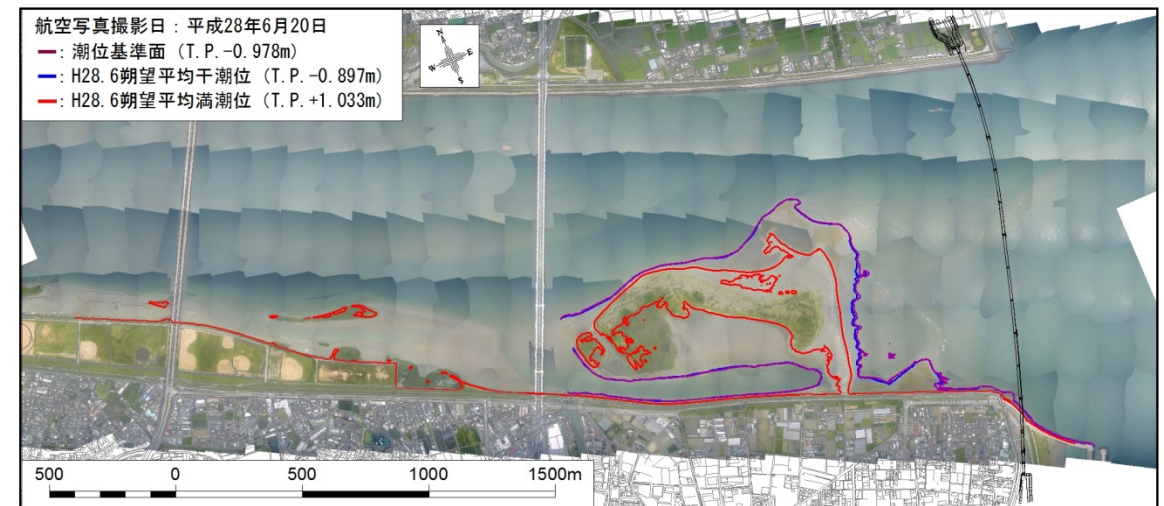 航空写真撮影日：平成28年6月20日
：潮位基準面（T.P.-0.978m）
：H28.6朔望平均干潮位（T.P.-0.897m）
：H28.6朔望平均満潮位（T.P.+1.033m）
N
W E
S
500 0 500 1000 1500m